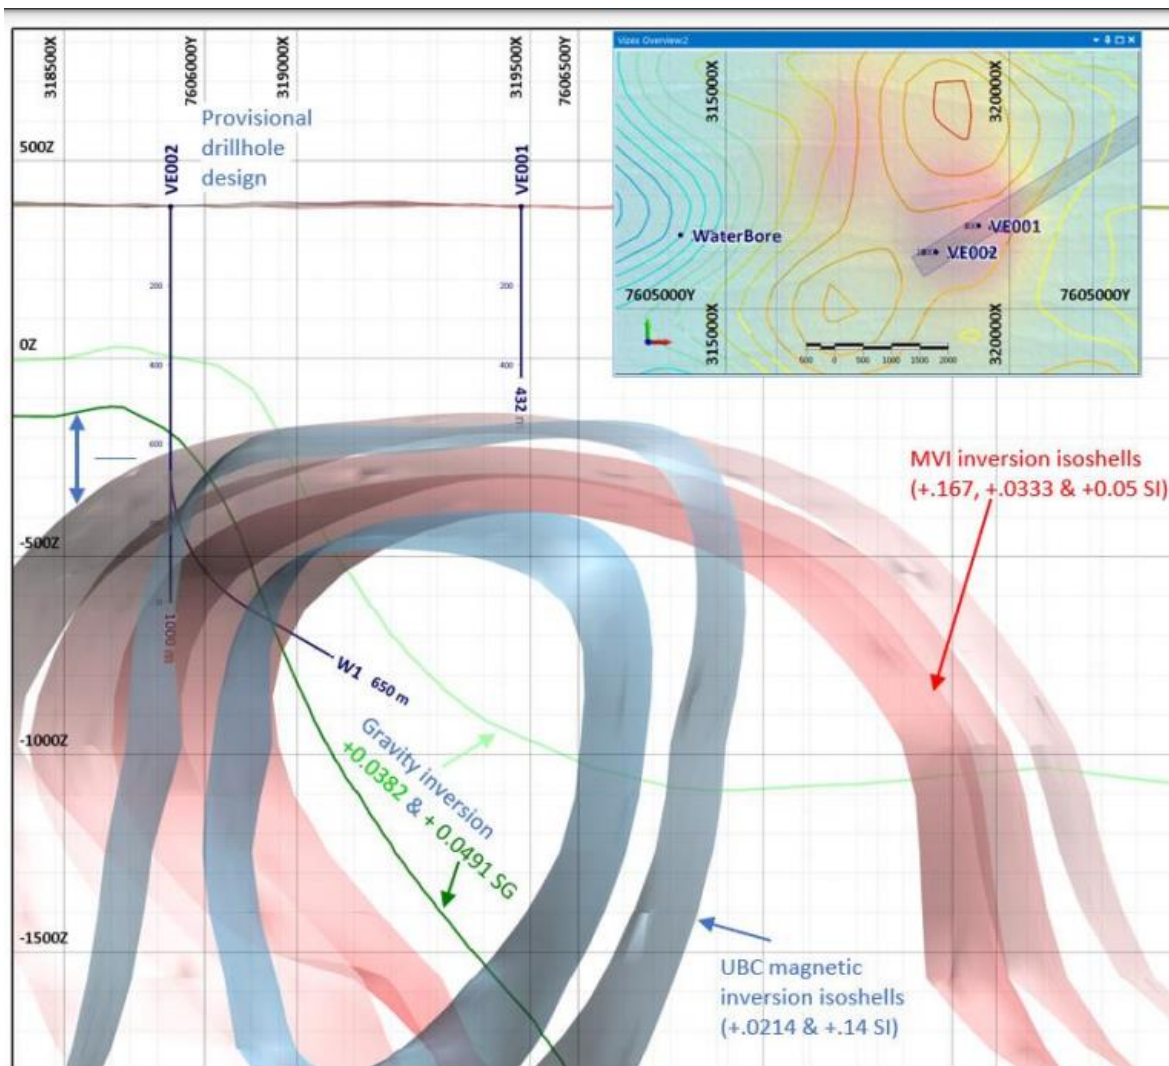 318500X
7606000Y
319000X
319500X
7606500Y
Provisional
drillhole
design
VE002
VE001
500Z
200
200
0Z
400
400
432 m
600
-500Z
1000 m
W1 650 m
Gravity inversion
+0.0382 & + 0.0491 SG
-1000Z
-1500Z
MVI inversion isoshells
(+.167, +.0333 & +0.05 SI)
UBC magnetic
inversion isoshells
(+.0214 & +.14 SI)
Vizex Overview:2
315000X
320000X
WaterBore
VE001
VE002
7605000Y
7605000Y
315000X
320000X
500 0 500 1000 1500 2000